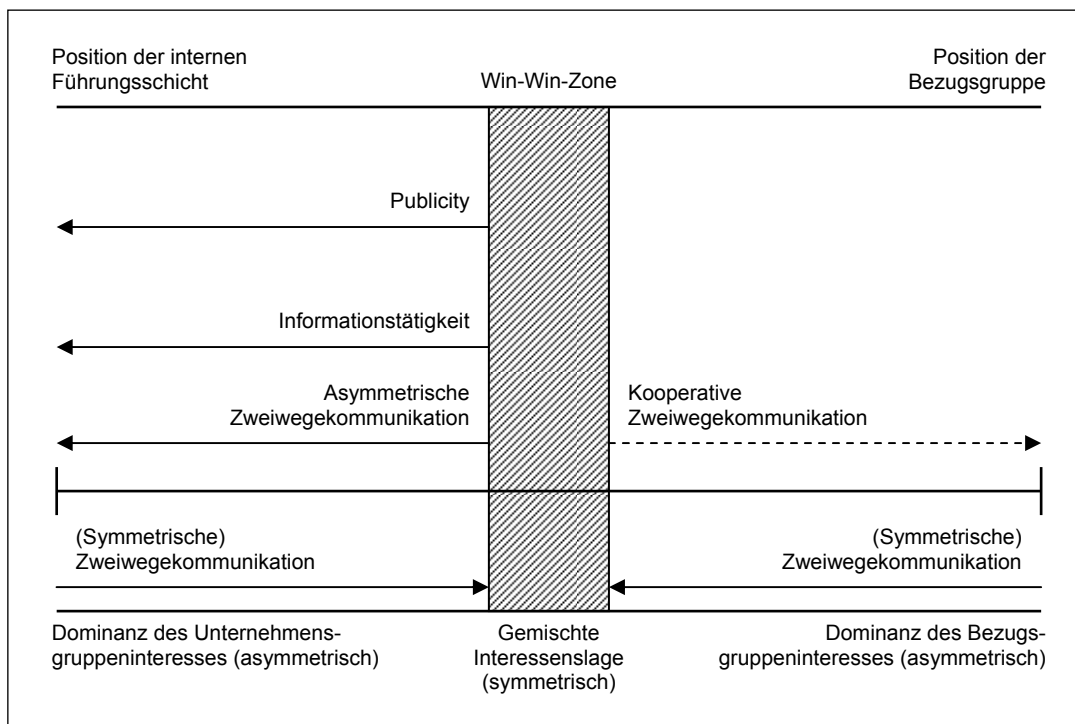 Position der internen
Führungsschicht
Win-Win-Zone
Position der
Bezugsgruppe
Publicity
Informationstätigkeit
Asymmetrische
Zweiwegekommunikation
Kooperative
Zweiwegekommunikation
(Symmetrische)
Zweiwegekommunikation
(Symmetrische)
Zweiwegekommunikation
Dominanz des Unternehmens-
gruppeninteresses (asymmetrisch)
Gemischte
Interessenslage
(symmetrisch)
Dominanz des Bezugs-
gruppeninteresses (asymmetrisch)